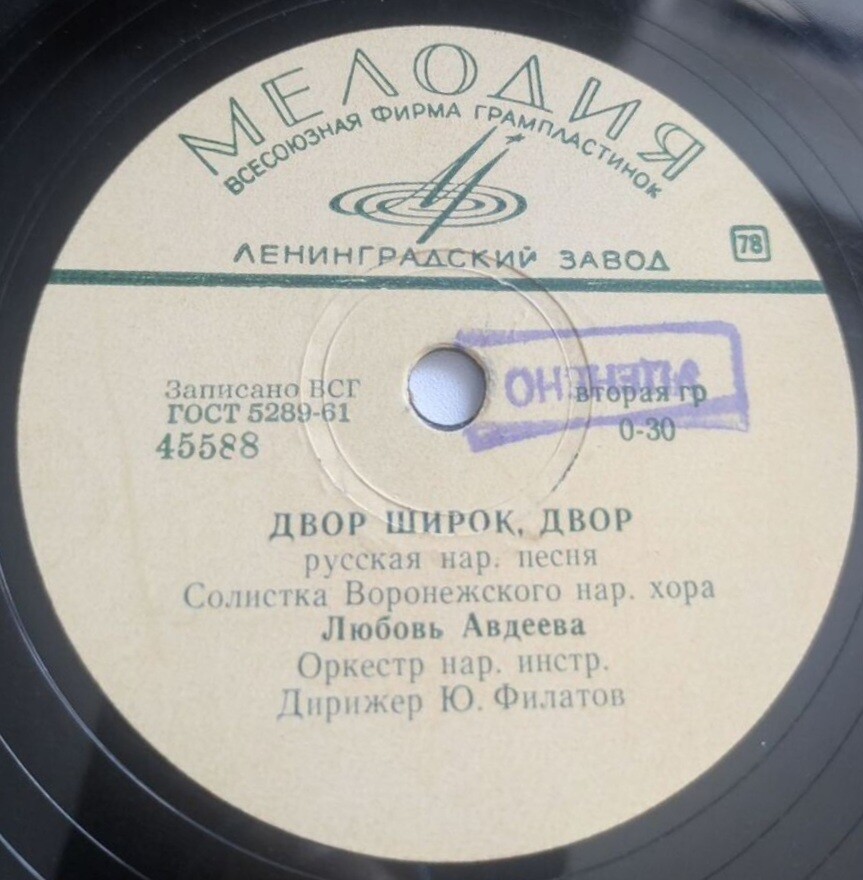 МЕЛОДИЯ
ВСЕСОЮЗНАЯ ФИРМА ГРАМПЛАСТИНОК
ЛЕНИНГРАДСКИЙ ЗАВОД
78
Записано ВСГ
ГОСТ 5289-61
45588
вторая гр
0-30
ДВОР ШИРОК, ДВОР
русская нар. песня
Солистка Воронежского нар. хора
Любовь Авдеева
Оркестр нар. инстр.
Дирижер Ю. Филатов